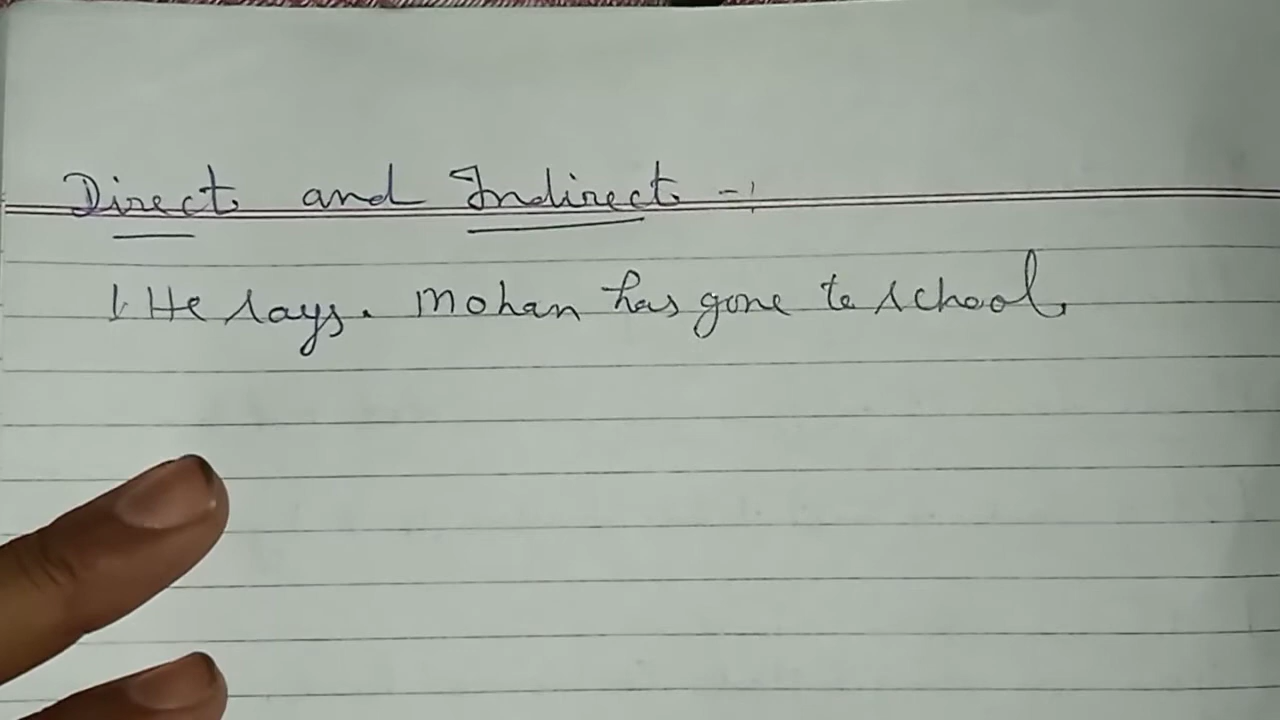 Direct and Indirect -:
1. He says. Mohan has gone to school.